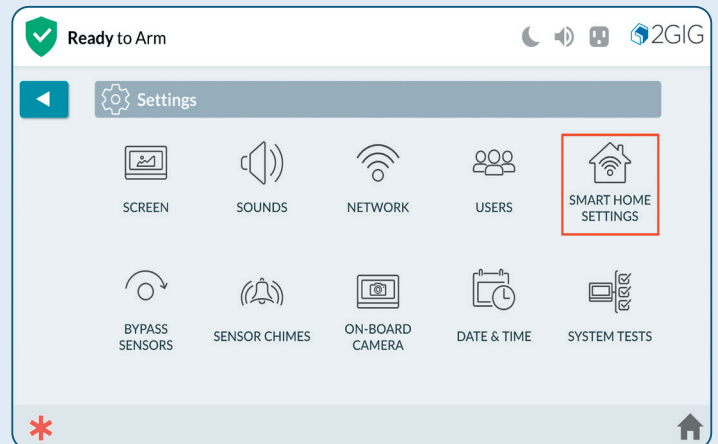 Ready to Arm
2GIG
Settings
SCREEN
SOUNDS
NETWORK
USERS
SMART HOME
SETTINGS
BYPASS
SENSORS
SENSOR CHIMES
ON-BOARD
CAMERA
DATE & TIME
SYSTEM TESTS